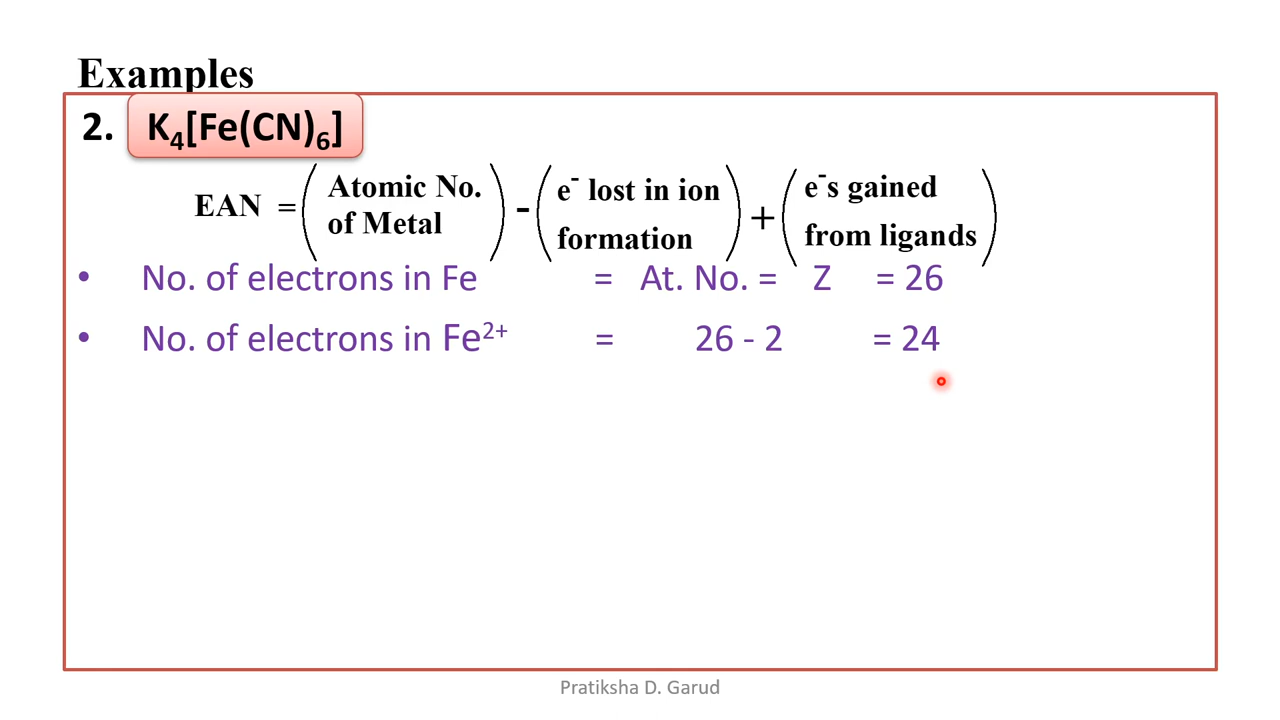 Examples
2. K₄[Fe(CN)₆]
EAN = (Atomic No. of Metal) - (e⁻ lost in ion formation) + (e⁻s gained from ligands)
• No. of electrons in Fe = At. No. = Z = 26
• No. of electrons in Fe²⁺ = 26 - 2 = 24
Pratiksha D. Garud